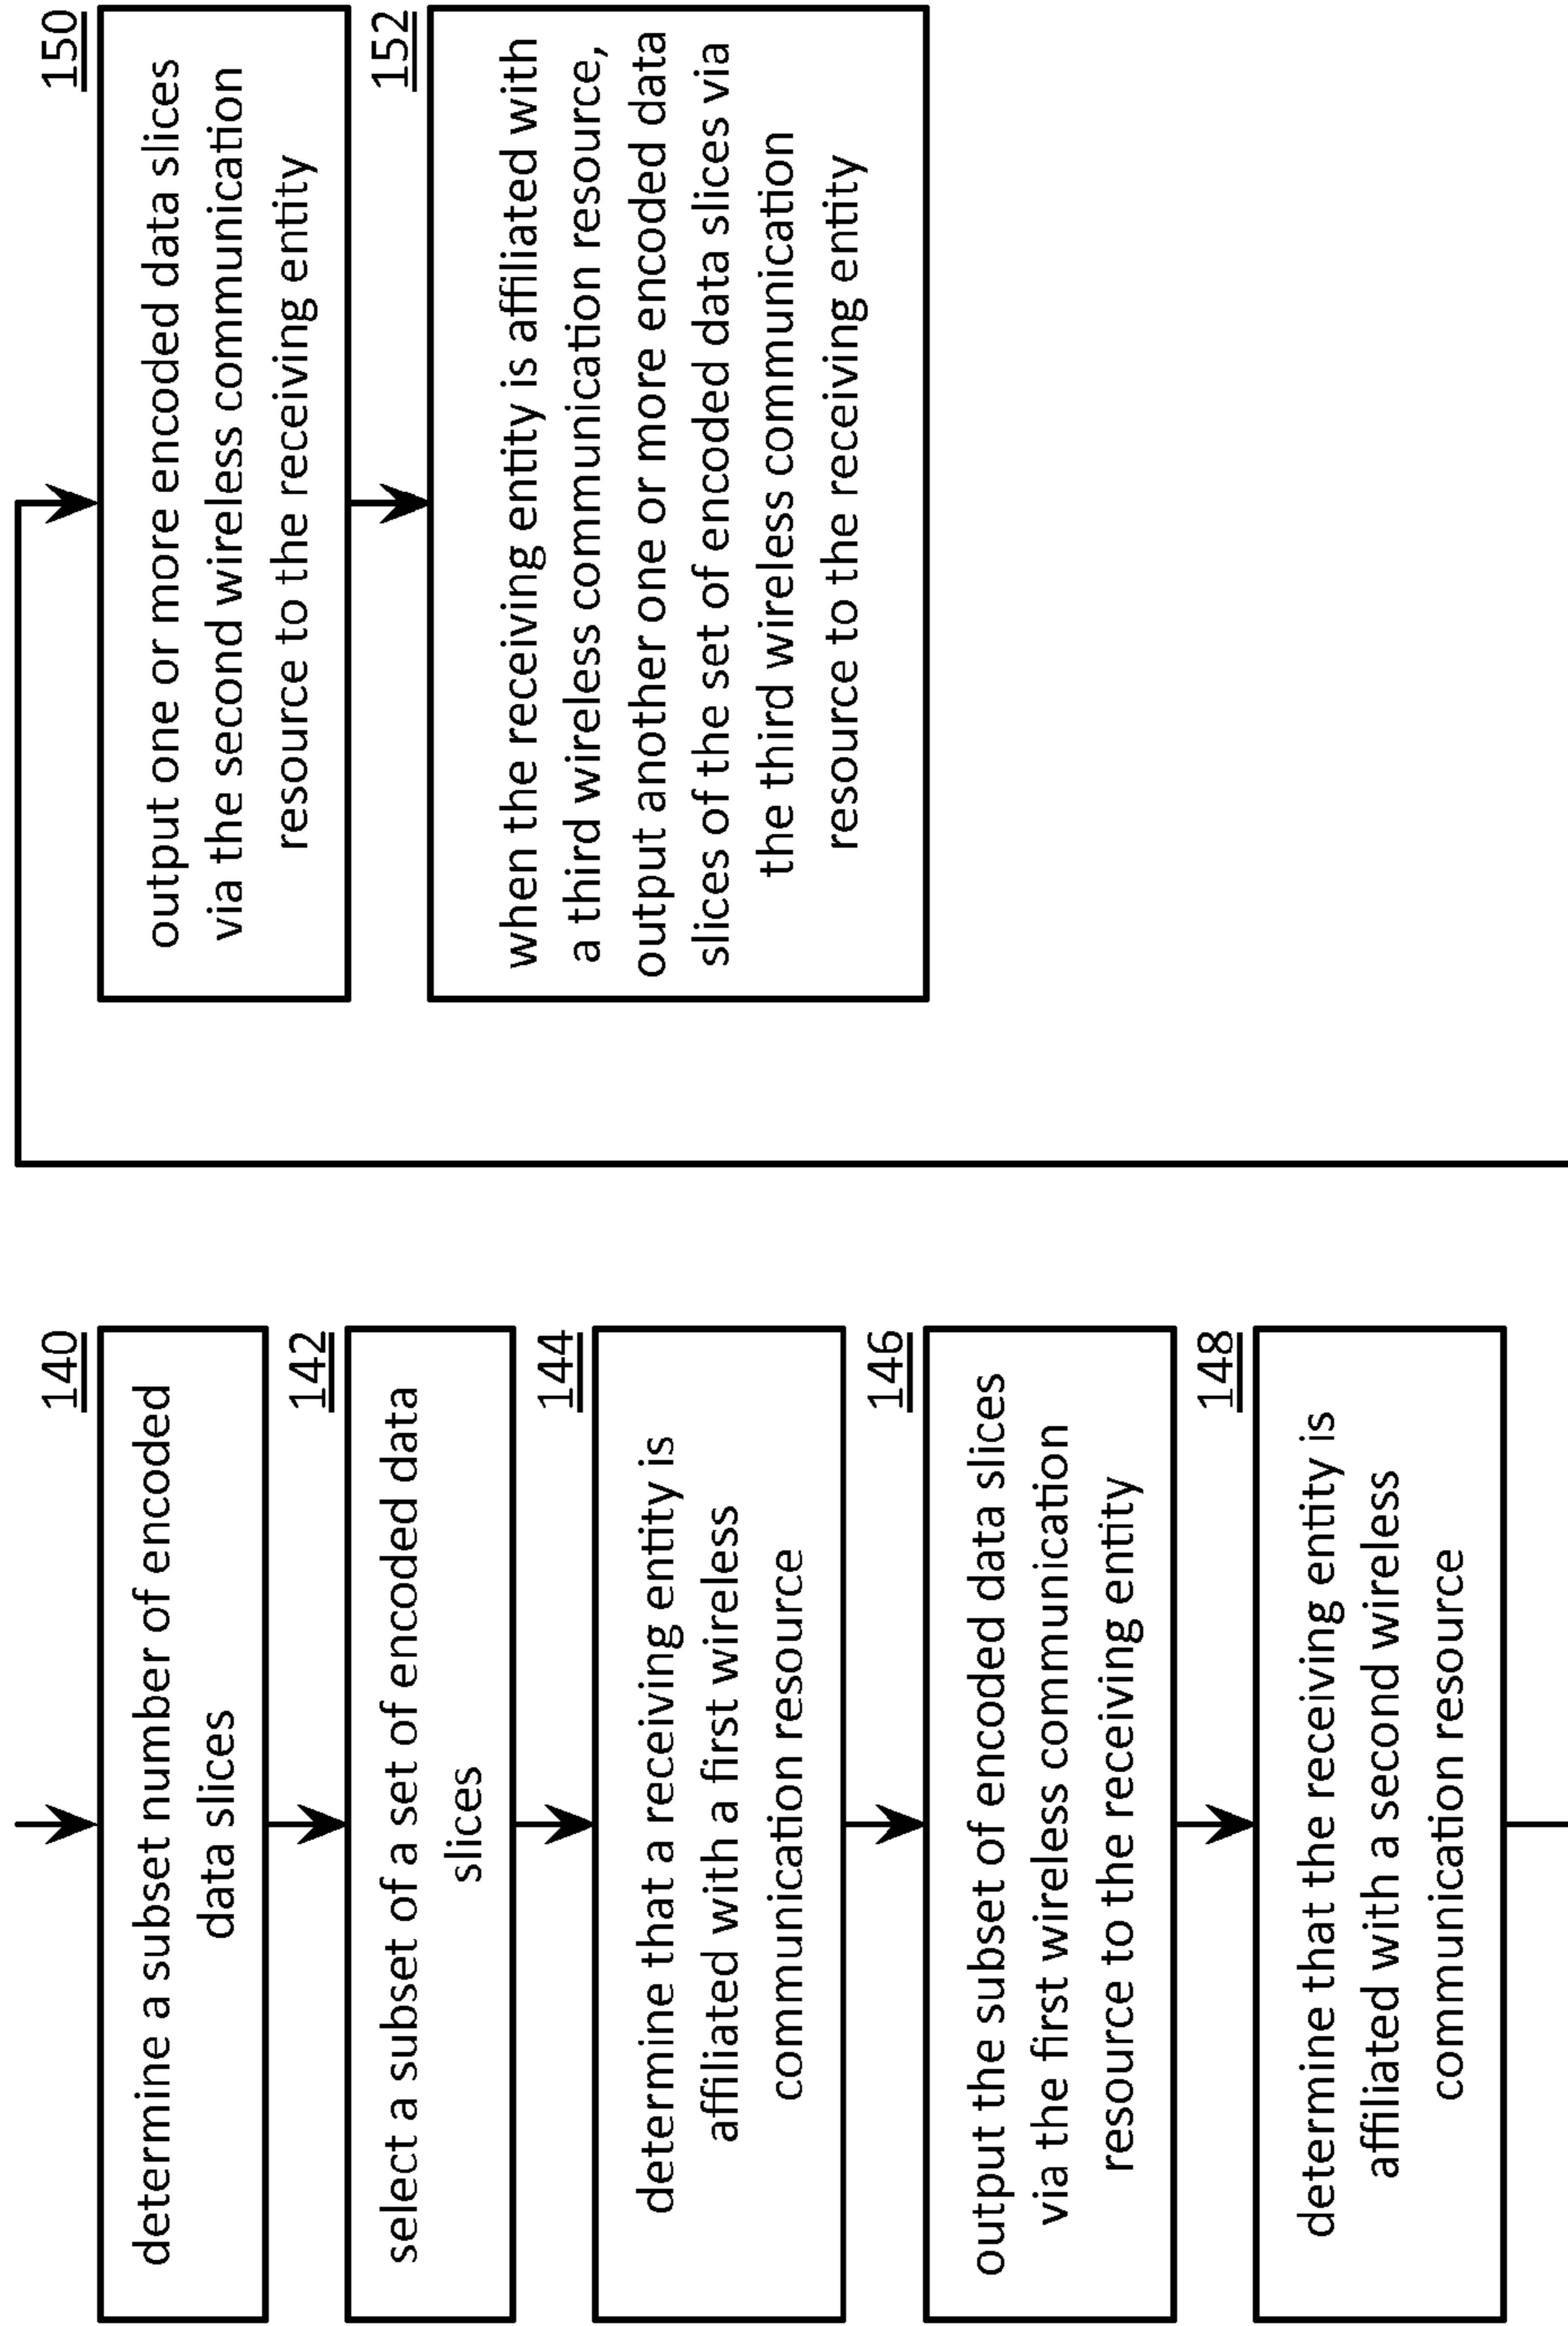 140
determine a subset number of encoded
data slices
142
select a subset of a set of encoded data
slices
144
determine that a receiving entity is
affiliated with a first wireless
communication resource
146
output the subset of encoded data slices
via the first wireless communication
resource to the receiving entity
148
determine that the receiving entity is
affiliated with a second wireless
communication resource
150
output one or more encoded data slices
via the second wireless communication
resource to the receiving entity
152
when the receiving entity is affiliated with
a third wireless communication resource,
output another one or more encoded data
slices of the set of encoded data slices via
the third wireless communication
resource to the receiving entity